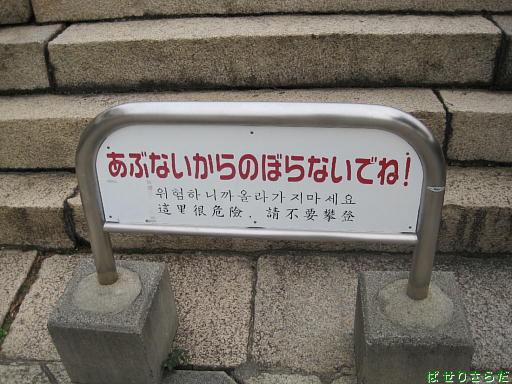 あぶないからのぼらないでね!
위험하니까올라가지마세요
這里很危險．請不要攀登
ぱせりさらだ